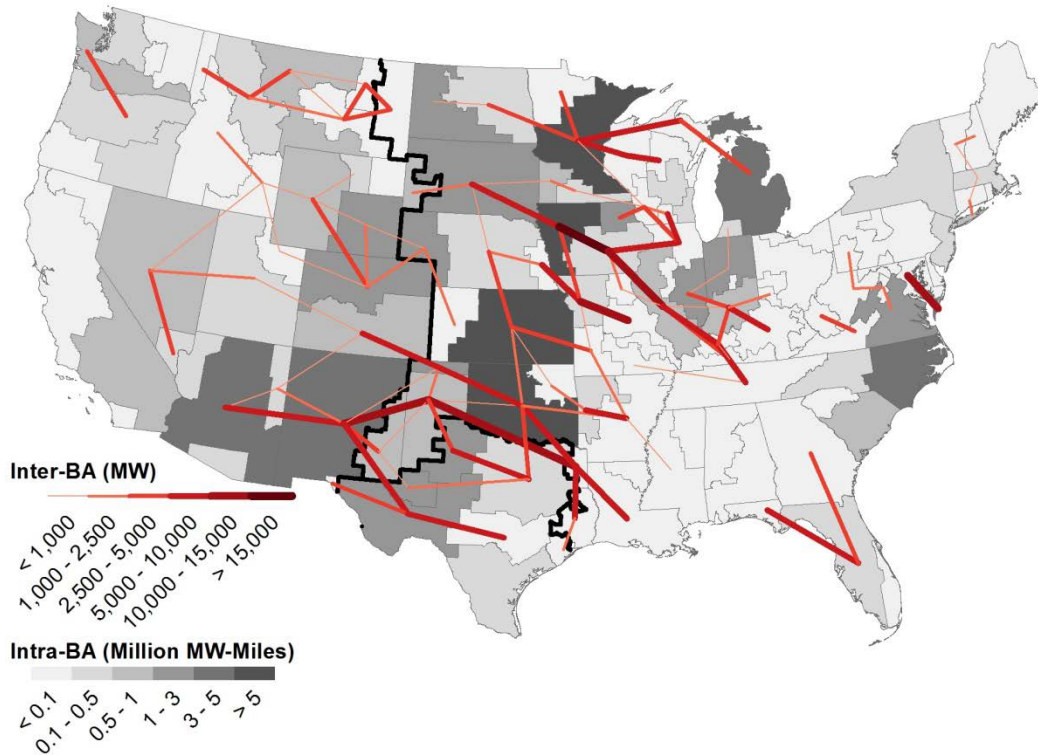 Inter-BA (MW)
< 1,000
1,000 - 2,500
2,500 - 5,000
5,000 - 10,000
10,000 - 15,000
> 15,000
Intra-BA (Million MW-Miles)
< 0.1
0.1 - 0.5
0.5 - 1
1 - 3
3 - 5
> 5